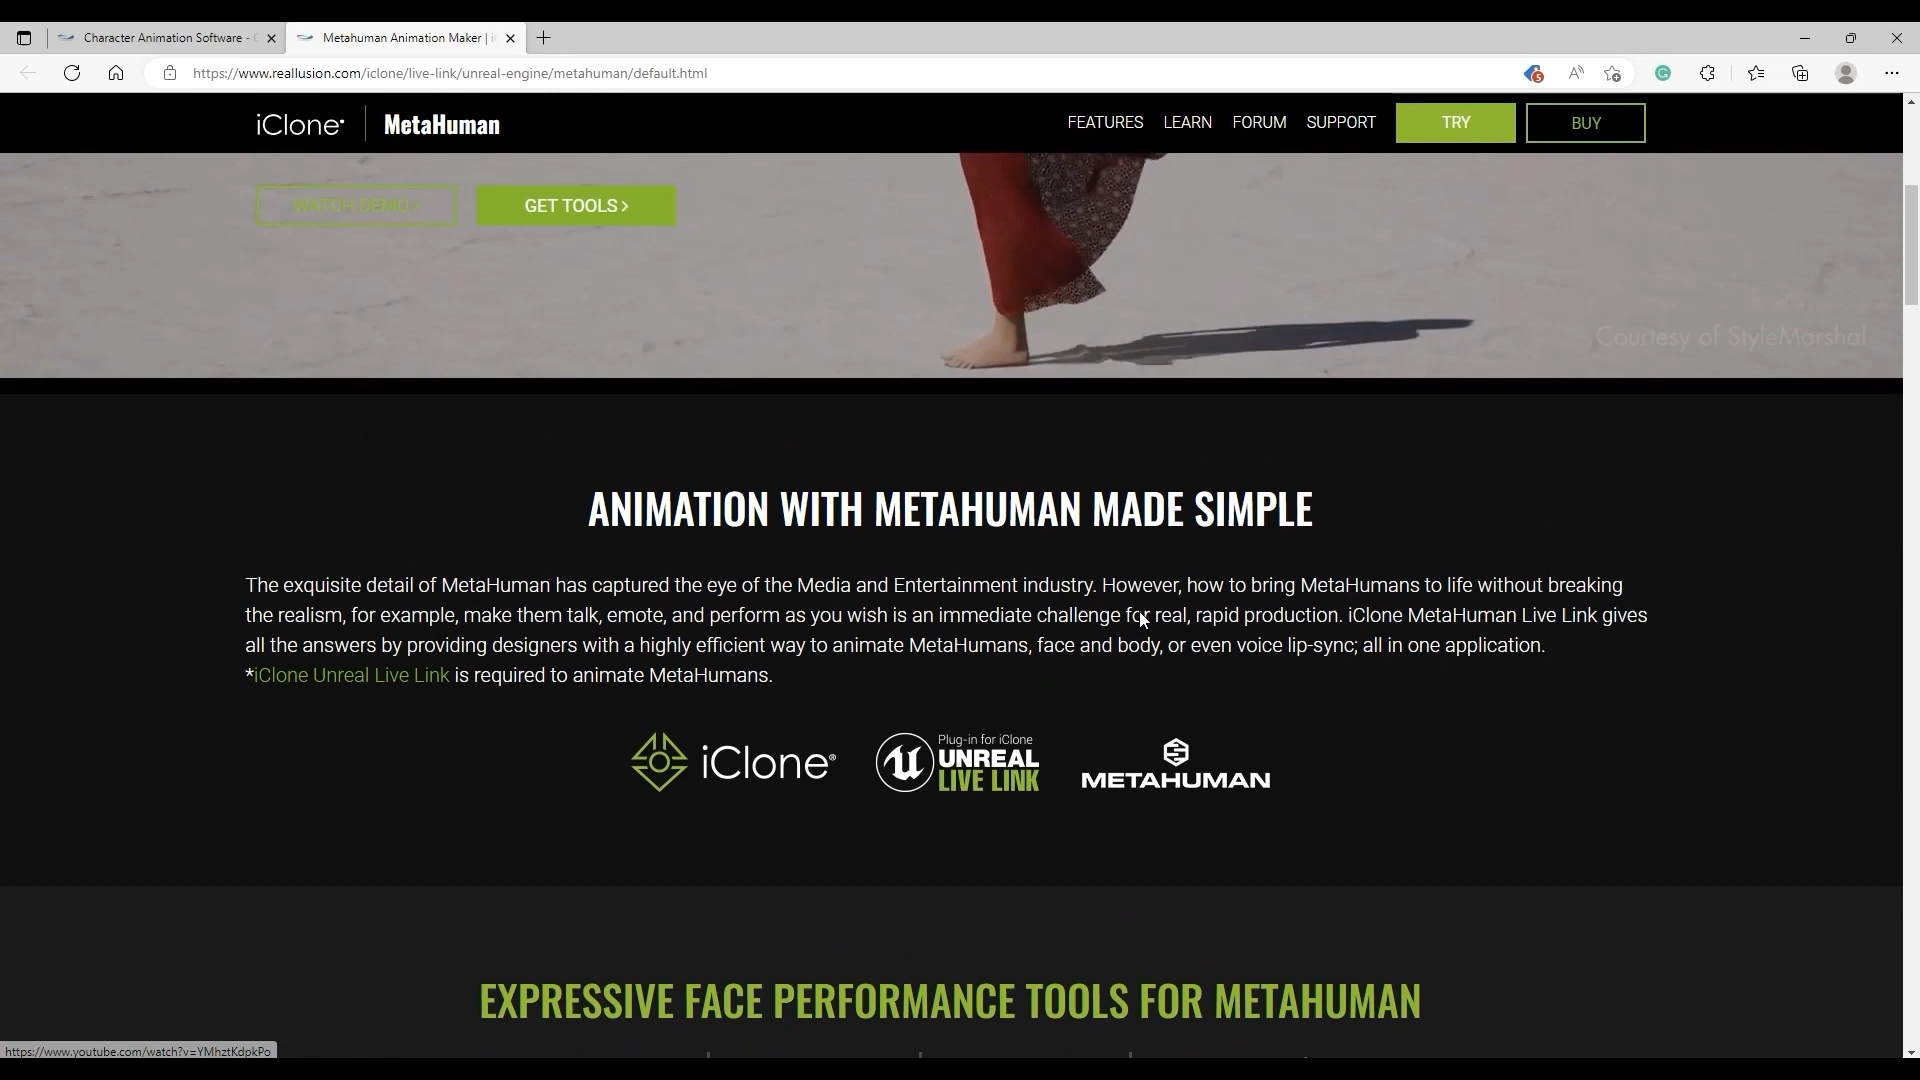 Character Animation Software -
Metahuman Animation Maker | i
https://www.reallusion.com/iclone/live-link/unreal-engine/metahuman/default.html
5
iClone
MetaHuman
FEATURES
LEARN
FORUM
SUPPORT
TRY
BUY
WATCH DEMO >
GET TOOLS >
Courtesy of StyleMarshal
ANIMATION WITH METAHUMAN MADE SIMPLE
The exquisite detail of MetaHuman has captured the eye of the Media and Entertainment industry. However, how to bring MetaHumans to life without breaking
the realism, for example, make them talk, emote, and perform as you wish is an immediate challenge for real, rapid production. iClone MetaHuman Live Link gives
all the answers by providing designers with a highly efficient way to animate MetaHumans, face and body, or even voice lip-sync; all in one application.
*iClone Unreal Live Link is required to animate MetaHumans.
iClone®
Plug-in for iClone
UNREAL
LIVE LINK
METAHUMAN
EXPRESSIVE FACE PERFORMANCE TOOLS FOR METAHUMAN
https://www.youtube.com/watch?v=YMhztKdpkPo